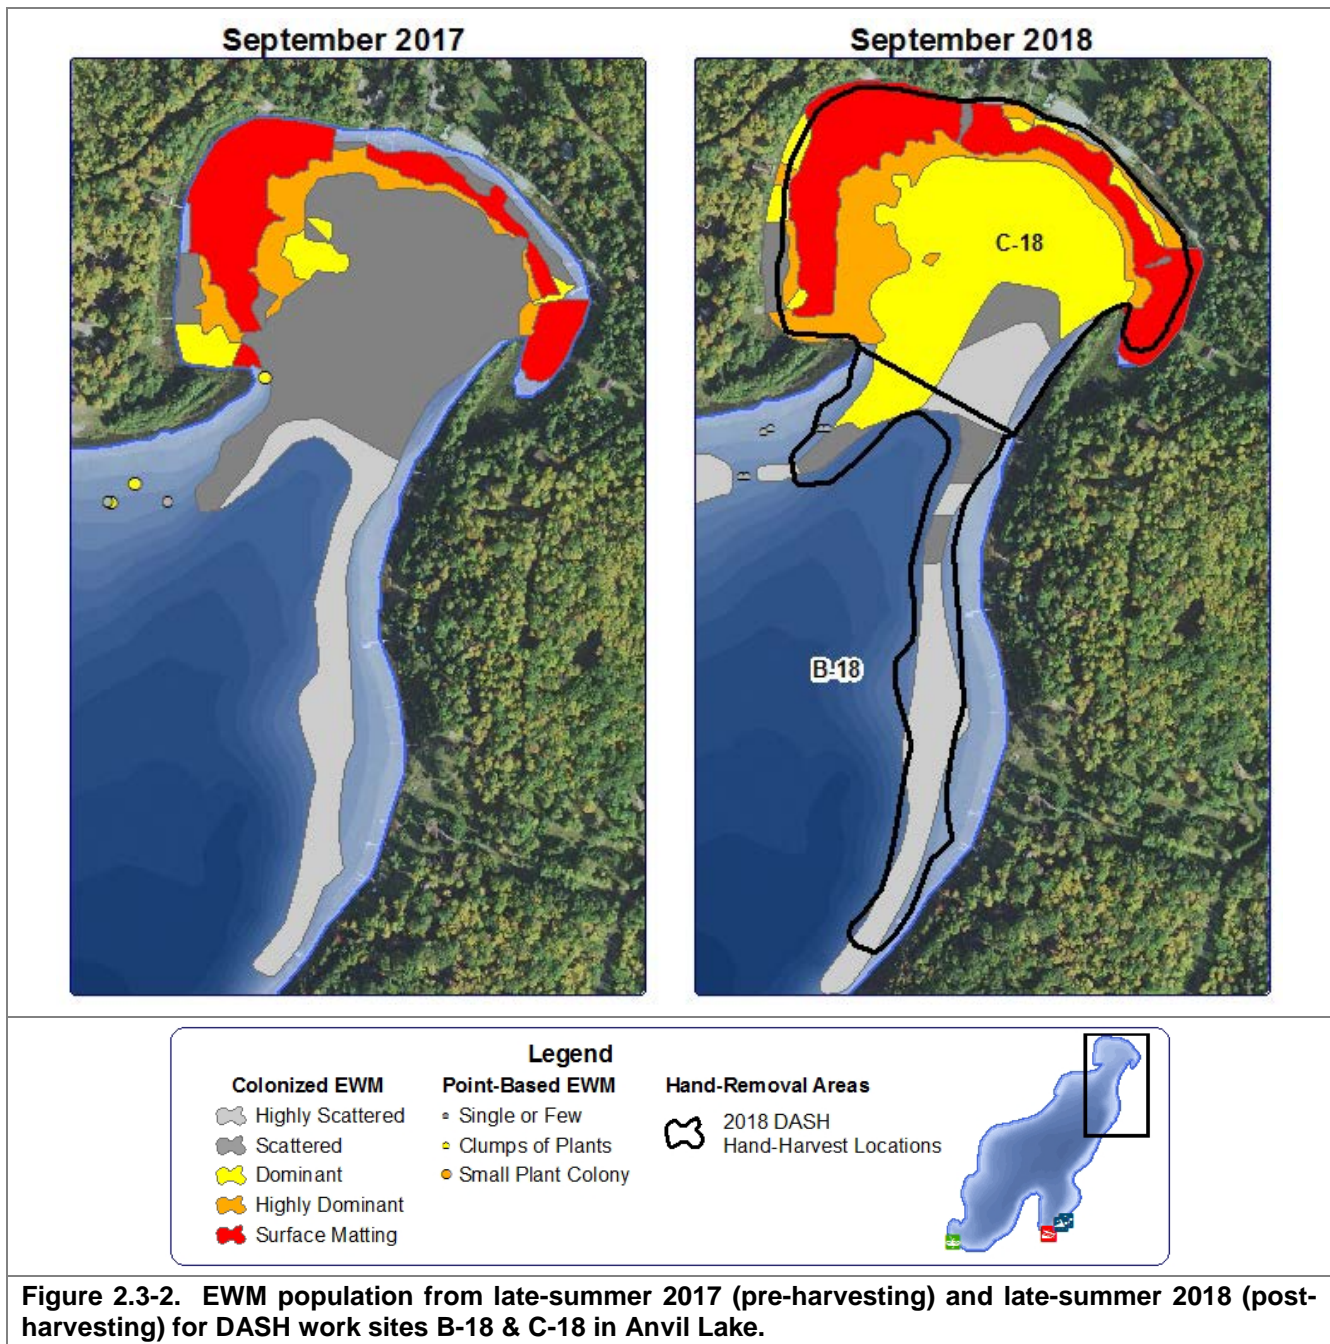 September 2017
September 2018
C-18
B-18
Legend
Colonized EWM
Highly Scattered
Scattered
Dominant
Highly Dominant
Surface Matting
Point-Based EWM
Single or Few
Clumps of Plants
Small Plant Colony
Hand-Removal Areas
2018 DASH
Hand-Harvest Locations
Figure 2.3-2. EWM population from late-summer 2017 (pre-harvesting) and late-summer 2018 (post-
harvesting) for DASH work sites B-18 & C-18 in Anvil Lake.